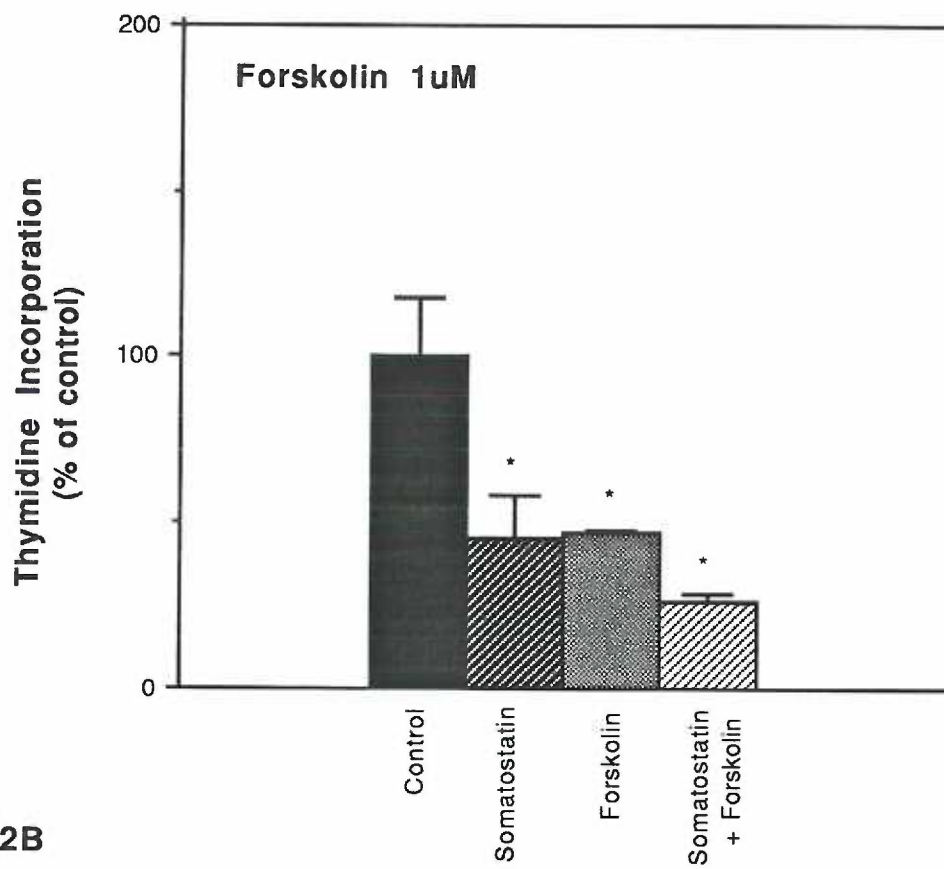 200
Forskolin 1uM
Thymidine Incorporation
(% of control)
100
*
*
*
0
Control
Somatostatin
Forskolin
Somatostatin
+ Forskolin
2B